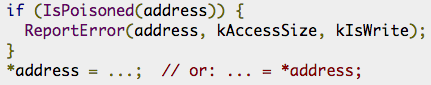 if (IsPoisoned(address)) {
  ReportError(address, kAccessSize, kIsWrite);
}
*address = ...;  // or: ... = *address;